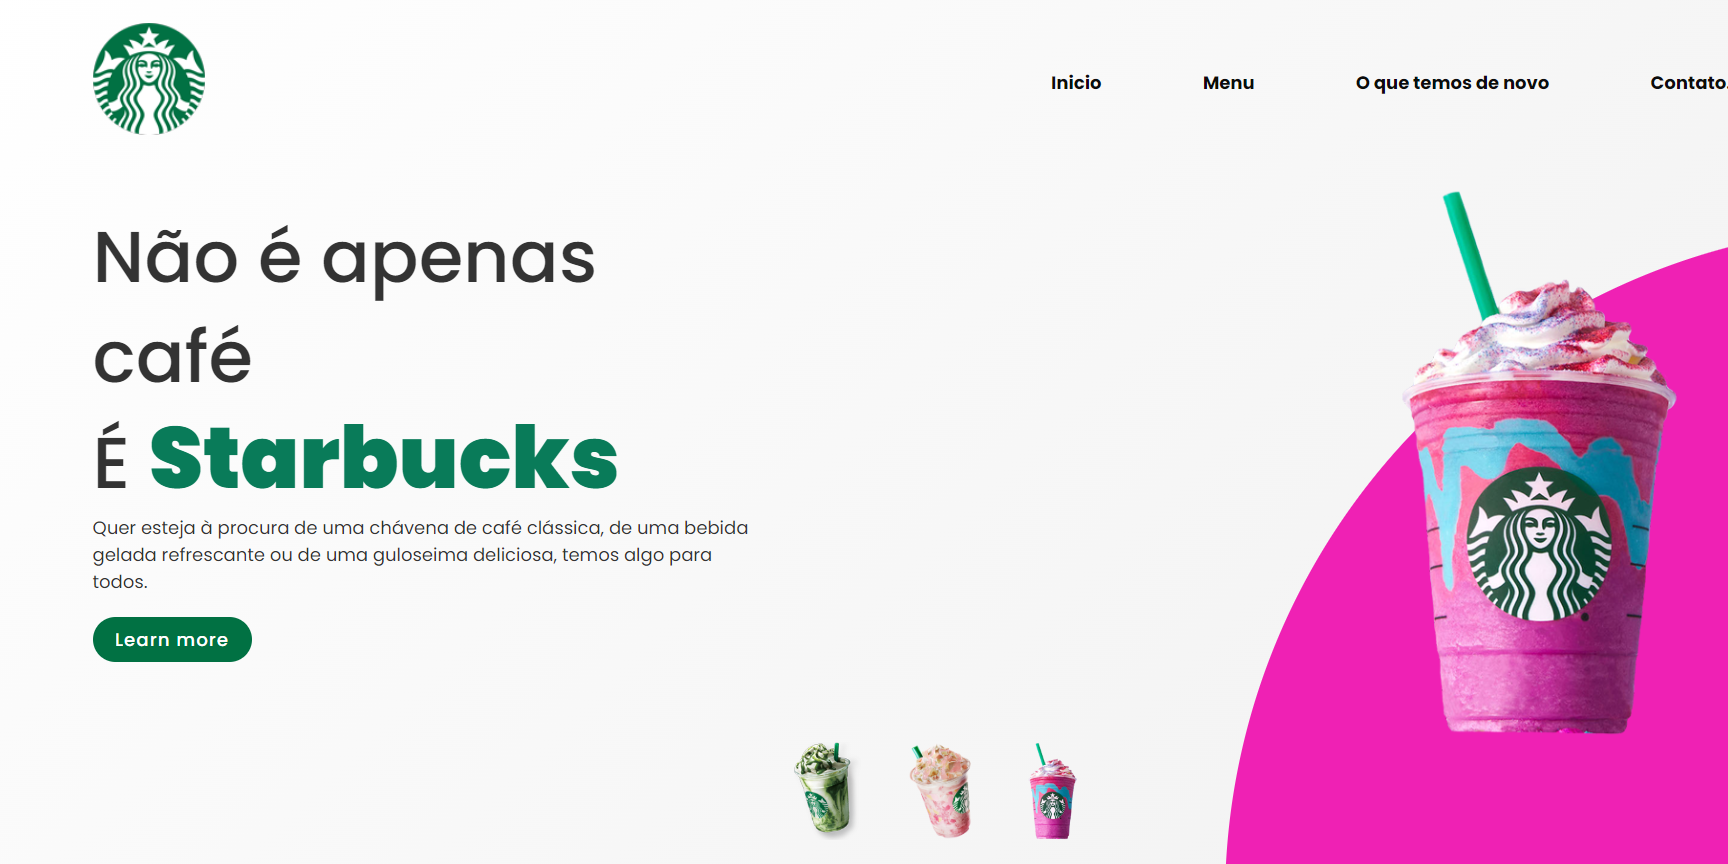 Inicio
Menu
O que temos de novo
Contato.
Não é apenas
café
É Starbucks
Quer esteja à procura de uma chávena de café clássica, de uma bebida
gelada refrescante ou de uma guloseima deliciosa, temos algo para
todos.
Learn more